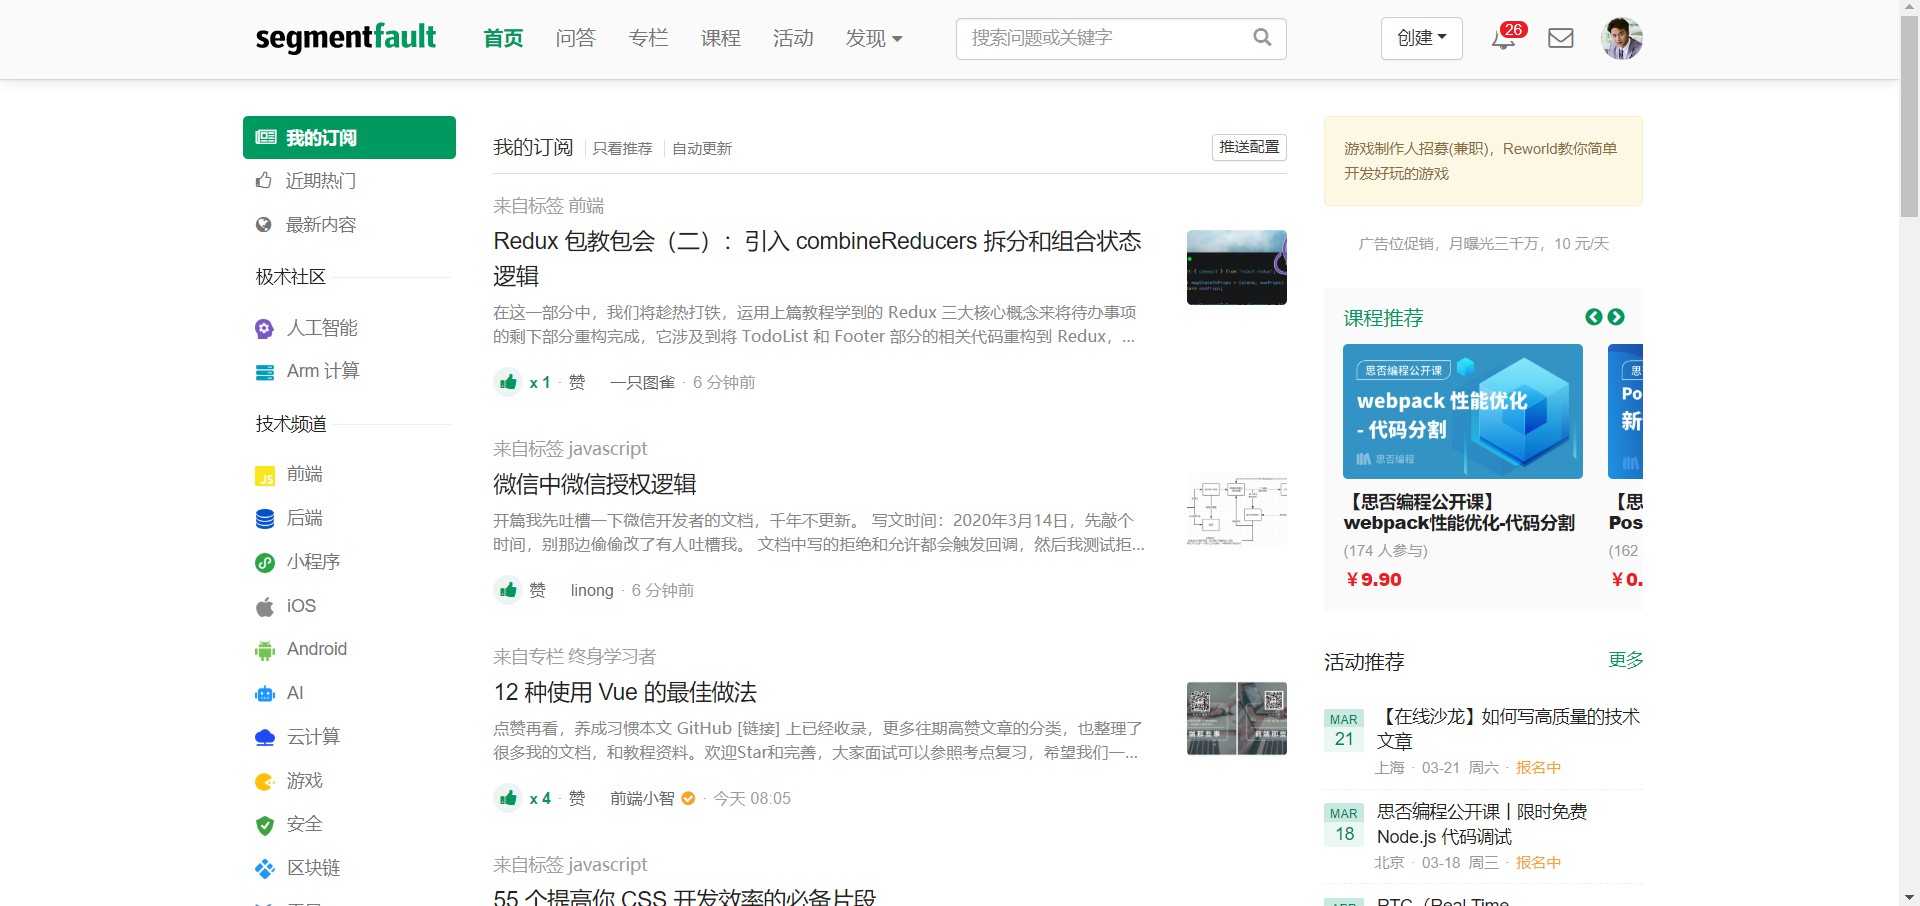 segmentfault 首页 问答 专栏 课程 活动 发现 搜索问题或关键字 创建 26
我的订阅
近期热门
最新内容
极术社区
人工智能
Arm 计算
技术频道
前端
后端
小程序
iOS
Android
AI
云计算
游戏
安全
区块链
我的订阅 只看推荐 自动更新 推送配置
来自标签 前端
Redux 包教包会（二）：引入 combineReducers 拆分和组合状态
逻辑
在这一部分中，我们将趁热打铁，运用上篇教程学到的 Redux 三大核心概念来将待办事项
的剩下部分重构完成，它涉及到将 TodoList 和 Footer 部分的相关代码重构到 Redux，...
x 1 · 赞 一只图雀 · 6 分钟前
来自标签 javascript
微信中微信授权逻辑
开篇我先吐槽一下微信开发者的文档，千年不更新。 写文时间：2020年3月14日，先敲个
时间，别那边偷偷改了有人吐槽我。 文档中写的拒绝和允许都会触发回调，然后我测试拒...
赞 linong · 6 分钟前
来自专栏 终身学习者
12 种使用 Vue 的最佳做法
点赞再看，养成习惯本文 GitHub [链接] 上已经收录，更多往期高赞文章的分类，也整理了
很多我的文档，和教程资料。欢迎Star和完善，大家面试可以参照考点复习，希望我们一...
x 4 · 赞 前端小智 · 今天 08:05
来自标签 javascript
55 个提高你 CSS 开发效率的必备片段
游戏制作人招募(兼职)，Reworld教你简单
开发好玩的游戏
广告位促销，月曝光三千万，10 元/天
课程推荐
思否编程公开课
webpack 性能优化
- 代码分割
思否编程
【思否编程公开课】
webpack性能优化-代码分割
(174 人参与)
￥9.90
思
Po
新
【思
Pos
(162
￥0.
活动推荐 更多
MAR
21
【在线沙龙】如何写高质量的技术
文章
上海 · 03-21 周六 · 报名中
MAR
18
思否编程公开课丨限时免费
Node.js 代码调试
北京 · 03-18 周三 · 报名中
RTC（Real Time